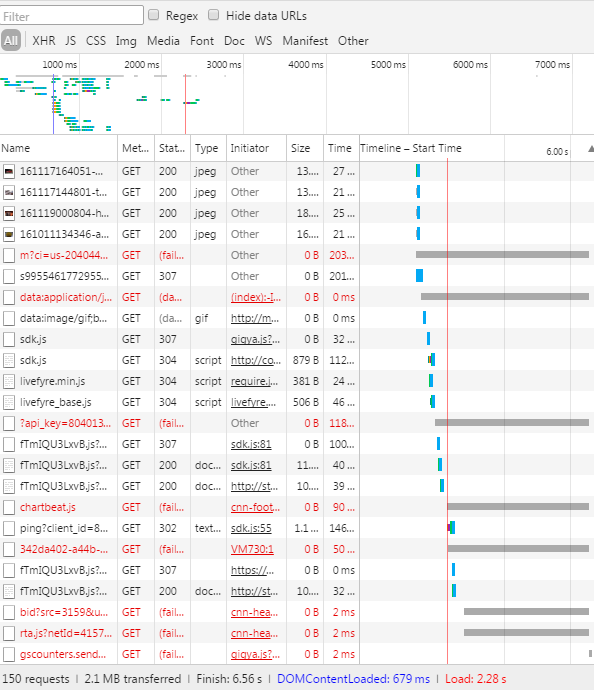 Filter Regex Hide data URLs
All XHR JS CSS Img Media Font Doc WS Manifest Other
1000 ms 2000 ms 3000 ms 4000 ms 5000 ms 6000 ms 7000 ms
Name Met... Stat... Type Initiator Size Time Timeline – Start Time 6.00 s
161117164051-... GET 200 jpeg Other 13.... 27 ...
161117144801-t... GET 200 jpeg Other 13.... 21 ...
161119000804-h... GET 200 jpeg Other 18.... 25 ...
161011134346-a... GET 200 jpeg Other 16.... 21 ...
m?ci=us-204044... GET (fail... Other 0 B 203...
s9955461772955... GET 307 Other 0 B 201...
data:application/j... GET (da... (index):-I... 0 B 0 ms
data:image/gif;b... GET (da... gif http://m... 0 B 0 ms
sdk.js GET 307 gigya.js?... 0 B 32 ...
sdk.js GET 304 script http://co... 879 B 112...
livefyre.min.js GET 304 script require.j... 381 B 24 ...
livefyre_base.js GET 304 script livefyre.... 506 B 46 ...
?api_key=804013... GET (fail... Other 0 B 118...
fTmIQU3LxvB.js?... GET 307 sdk.js:81 0 B 100...
fTmIQU3LxvB.js?... GET 200 doc... sdk.js:81 11.... 40 ...
fTmIQU3LxvB.js?... GET 200 doc... http://st... 10.... 39 ...
chartbeat.js GET (fail... cnn-foot... 0 B 90 ...
ping?client_id=8... GET 302 text... sdk.js:55 1.1 ... 146...
342da402-a44b-... GET (fail... VM730:1 0 B 50 ...
fTmIQU3LxvB.js?... GET 307 https://... 0 B 0 ms
fTmIQU3LxvB.js?... GET 200 doc... http://st... 10.... 32 ...
bid?src=3159&u... GET (fail... cnn-hea... 0 B 2 ms
rta.js?netId=4157... GET (fail... cnn-hea... 0 B 2 ms
gscounters.send... GET (fail... gigya.js?... 0 B 2 ms
150 requests | 2.1 MB transferred | Finish: 6.56 s | DOMContentLoaded: 679 ms | Load: 2.28 s